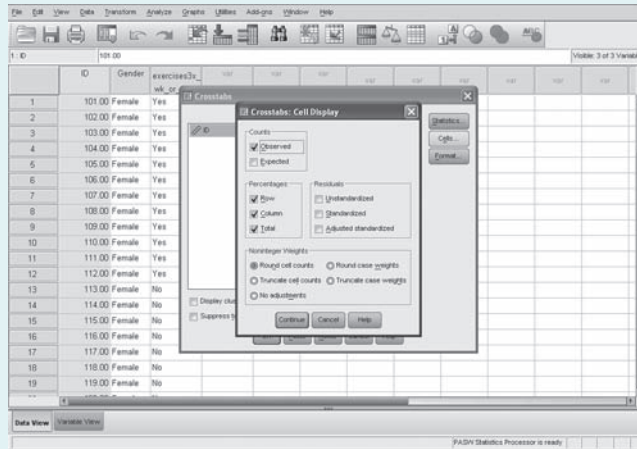 File Edit View Data Transform Analyze Graphs Utilities Add-ons Window Help
1 : ID 101.00 Visible: 3 of 3 Variabl
ID Gender exercises3x_ var var var var var var var
wk_or_
1 101.00 Female Yes
2 102.00 Female Yes
3 103.00 Female Yes
4 104.00 Female Yes
5 105.00 Female Yes
6 106.00 Female Yes
7 107.00 Female Yes
8 108.00 Female Yes
9 109.00 Female Yes
10 110.00 Female Yes
11 111.00 Female Yes
12 112.00 Female Yes
13 113.00 Female No
14 114.00 Female No
15 115.00 Female No
16 116.00 Female No
17 117.00 Female No
18 118.00 Female No
19 119.00 Female No
Crosstabs
ID
Statistics...
Cells...
Format...
Display clus
Suppress t
Crosstabs: Cell Display
Counts
Observed
Expected
Percentages
Row
Column
Total
Residuals
Unstandardized
Standardized
Adjusted standardized
Noninteger Weights
Round cell counts Round case weights
Truncate cell counts Truncate case weights
No adjustments
Continue Cancel Help
Data View Variable View
PASW Statistics Processor is ready